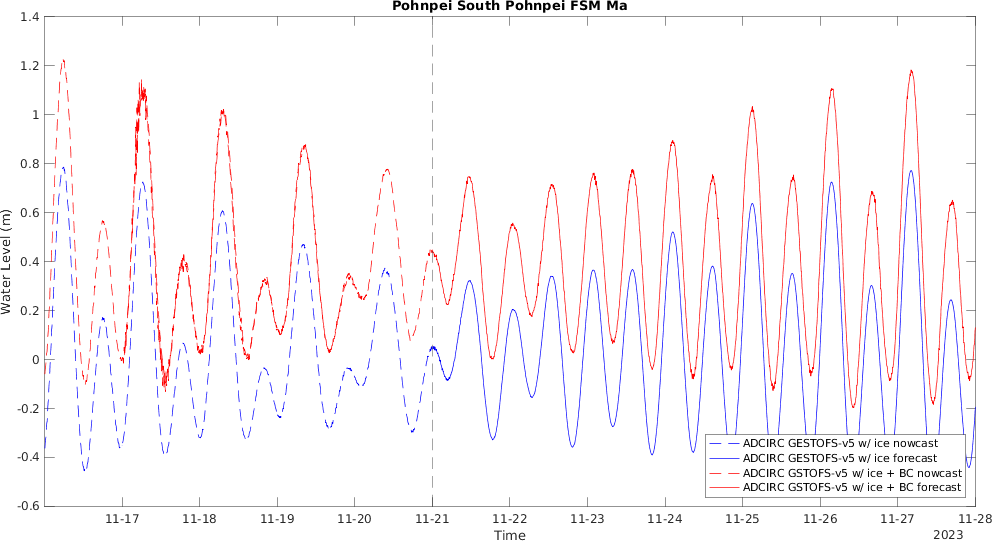 Pohnpei South Pohnpei FSM Ma
Water Level (m)
1.4
1.2
1
0.8
0.6
0.4
0.2
0
-0.2
-0.4
-0.6
ADCIRC GESTOFS-v5 w/ ice nowcast
ADCIRC GESTOFS-v5 w/ ice forecast
ADCIRC GSTOFS-v5 w/ ice + BC nowcast
ADCIRC GSTOFS-v5 w/ ice + BC forecast
11-17 11-18 11-19 11-20 11-21 11-22 11-23 11-24 11-25 11-26 11-27 11-28
Time
2023